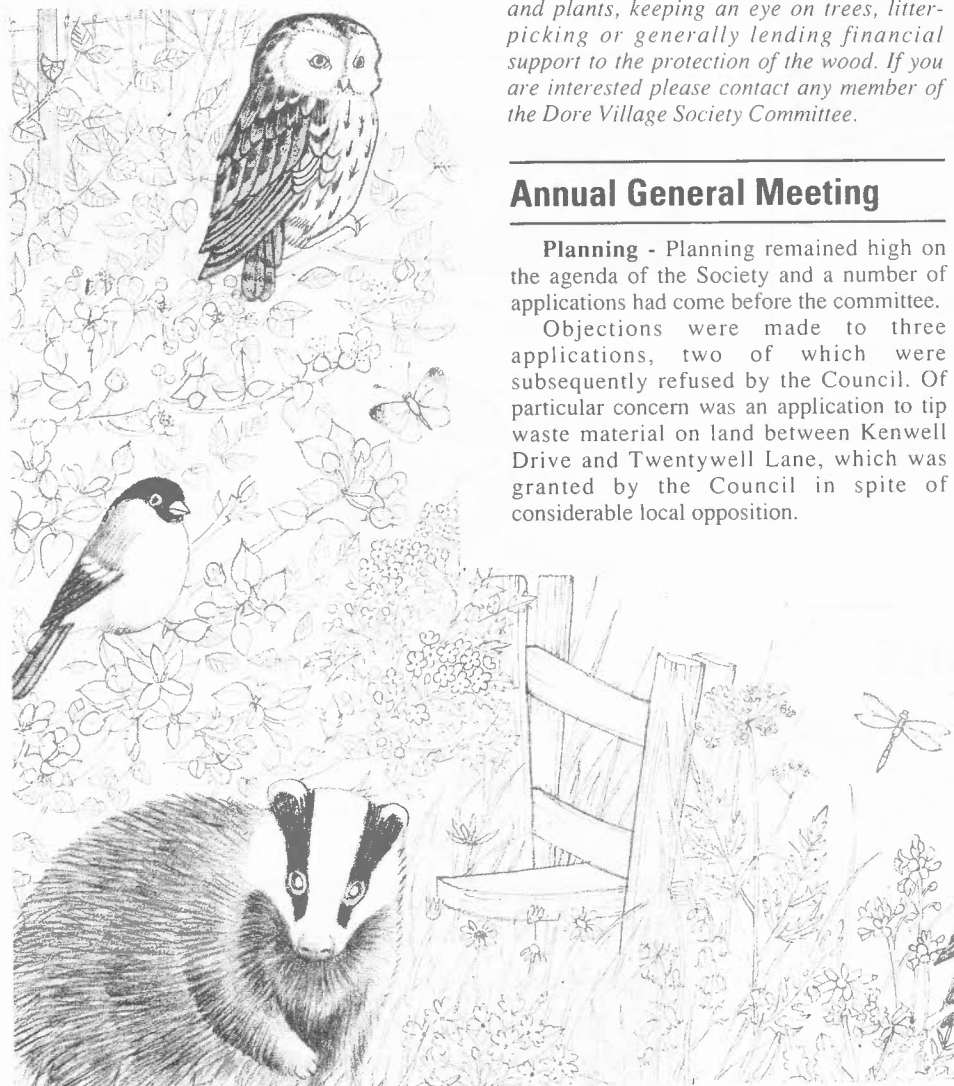 and plants, keeping an eye on trees, litter-
picking or generally lending financial
support to the protection of the wood. If you
are interested please contact any member of
the Dore Village Society Committee.
Annual General Meeting
Planning - Planning remained high on
the agenda of the Society and a number of
applications had come before the committee.
Objections were made to three
applications, two of which were
subsequently refused by the Council. Of
particular concern was an application to tip
waste material on land between Kenwell
Drive and Twentywell Lane, which was
granted by the Council in spite of
considerable local opposition.